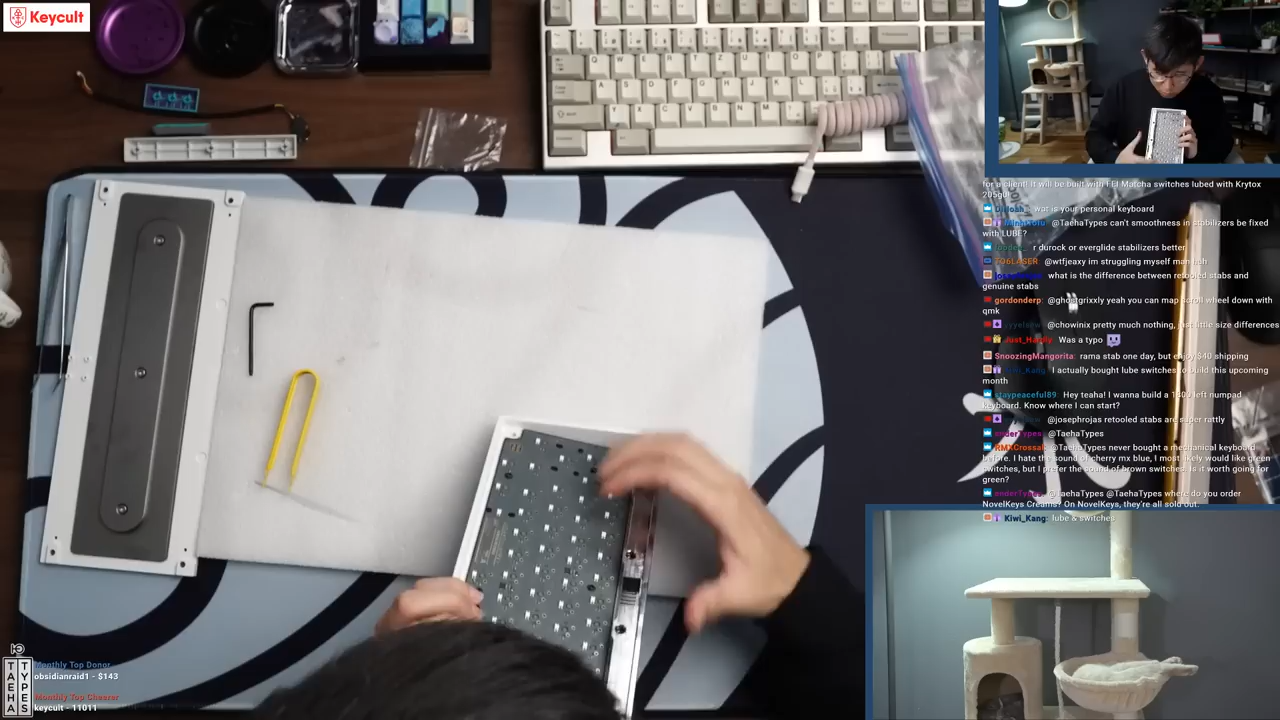 Keycult
for a client! It will be built with FEI Matcha switches lubed with Krytox
205g0
wat is your personal keyboard
@TaehaTypes can't smoothness in stabilizers be fixed
with LUBE?
r durock or everglide stabilizers better
@wtfjeaxy im struggling myself man
what is the difference between retooled stabs and
genuine stabs
gordonderp: @ghostgrixxly yeah you can map scroll wheel down with
qmk
@chowinix pretty much nothing, just little size differences
Just_Hardly Was a typo
SnoozingMangorita: rama stab one day, but enjoy $40 shipping
I actually bought lube switches to build this upcoming
month
staypeaceful89: Hey teaha! I wanna build a 1800 left numpad
keyboard. Know where I can start?
@josephrojas retooled stabs are super rattly
enderTypes: @TaehaTypes
@TaehaTypes never bought a mechanical keyboard
before. I hate the sound of cherry mx blue, I most likely would like green
switches, but I prefer the sound of brown switches. Is it worth going for
green?
enderTypes: @TaehaTypes @TaehaTypes where do you order
NovelKeys Creams? On NovelKeys, they're all sold out.
Kiwi_Kang: lube & switches
TAEHA
TYPES
Monthly Top Donor
obsidianraid1 - $143
Monthly Top Cheerer
keycult - 11011